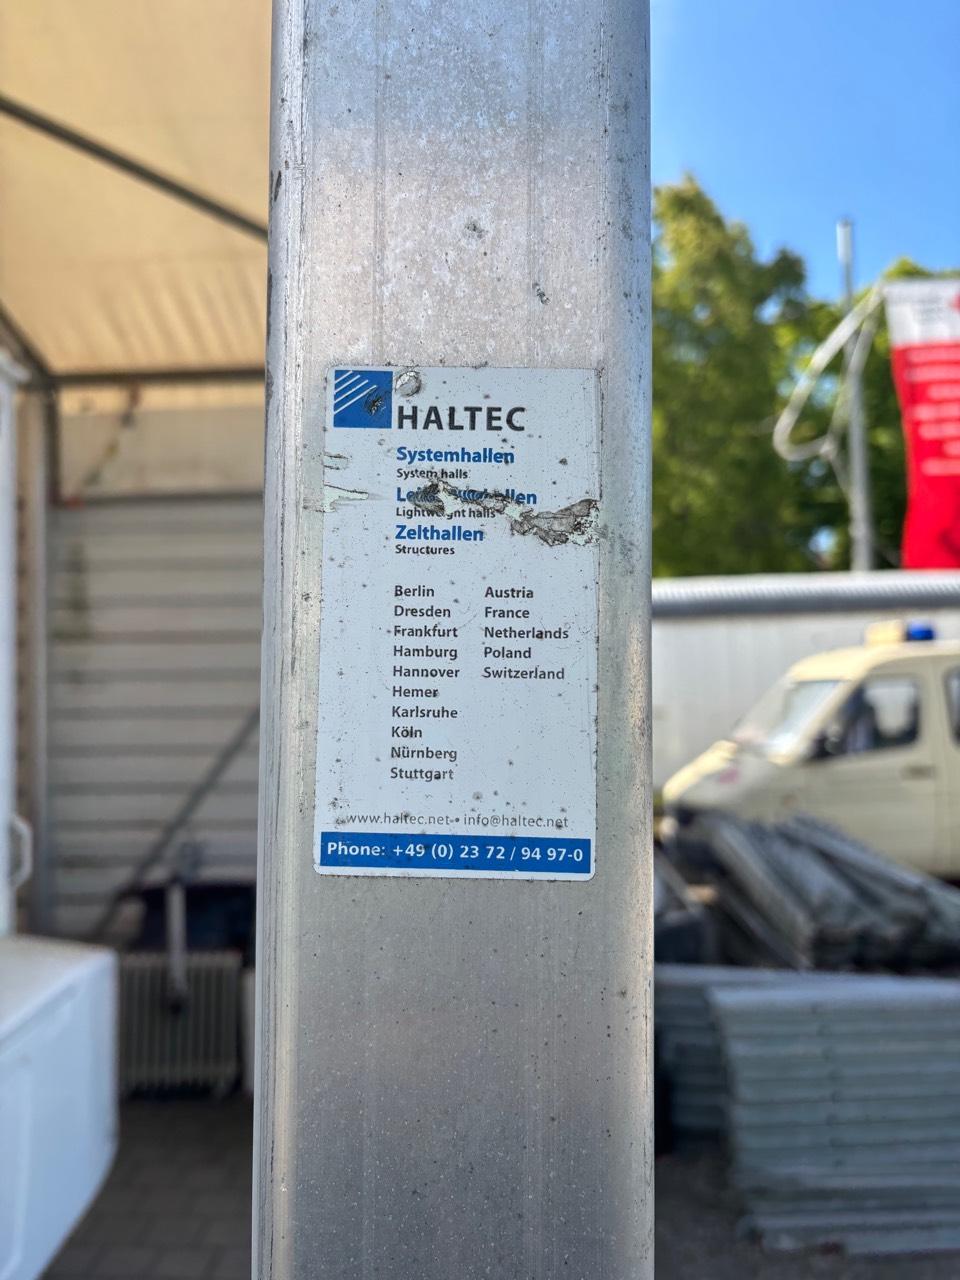 HALTEC
Systemhallen
System halls
Lightweight halls
Zelthallen
Structures
Berlin
Dresden
Frankfurt
Hamburg
Hannover
Hemer
Karlsruhe
Köln
Nürnberg
Stuttgart
Austria
France
Netherlands
Poland
Switzerland
www.haltec.net • info@haltec.net
Phone: +49 (0) 23 72 / 94 97-0